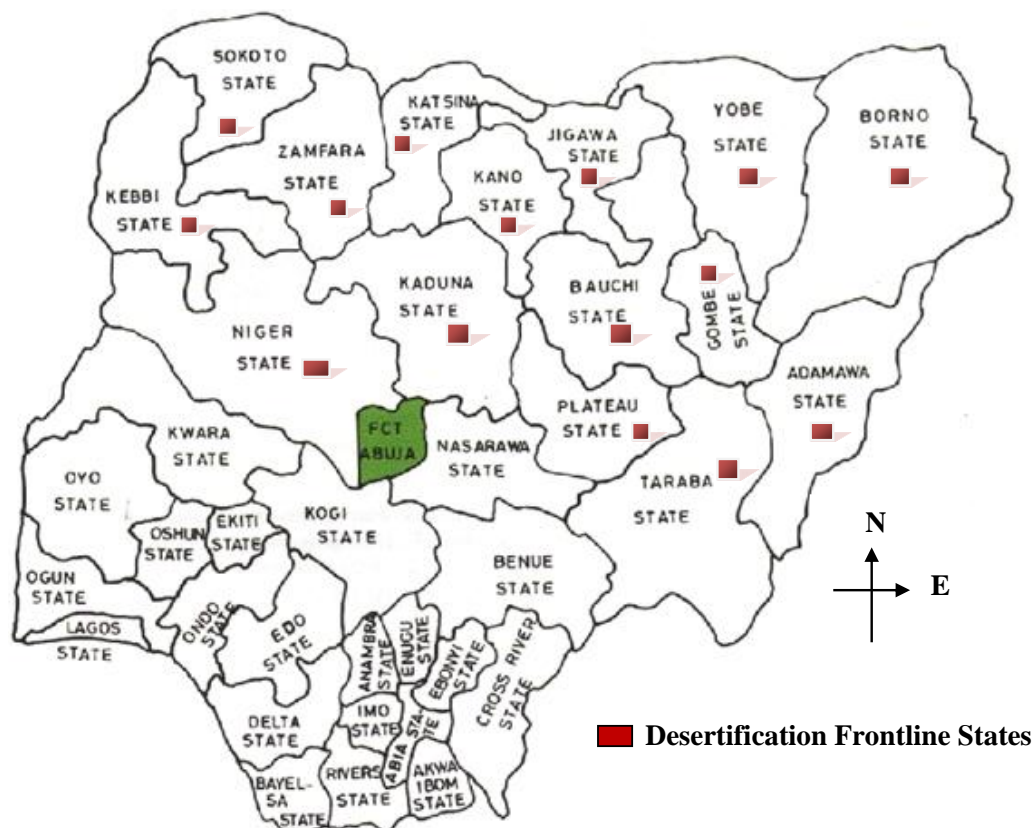 SOKOTO
STATE
KATSINA
STATE
YOBE
STATE
BORNO
STATE
ZAMFARA
STATE
JIGAWA
STATE
KANO
STATE
KEBBI
STATE
KADUNA
STATE
BAUCHI
STATE
GOMBE
STATE
NIGER
STATE
ADAMAWA
STATE
PLATEAU
STATE
FCT
ABUJA
NASARAWA
STATE
KWARA
STATE
OYO
STATE
TARABA
STATE
KOGI
STATE
OSHUN
STATE
EKITI
STATE
BENUE
STATE
N
E
OGUN
STATE
LAGOS
STATE
ONDO
STATE
EDO
STATE
ANAMBRA
STATE
ENUGU
STATE
EBONYI
STATE
CROSS RIVER
STATE
DELTA
STATE
IMO
STATE
ABIA STA-
TE
BAYEL-
SA
STATE
RIVERS
STATE
AKWA
IBOM
STATE
Desertification Frontline States